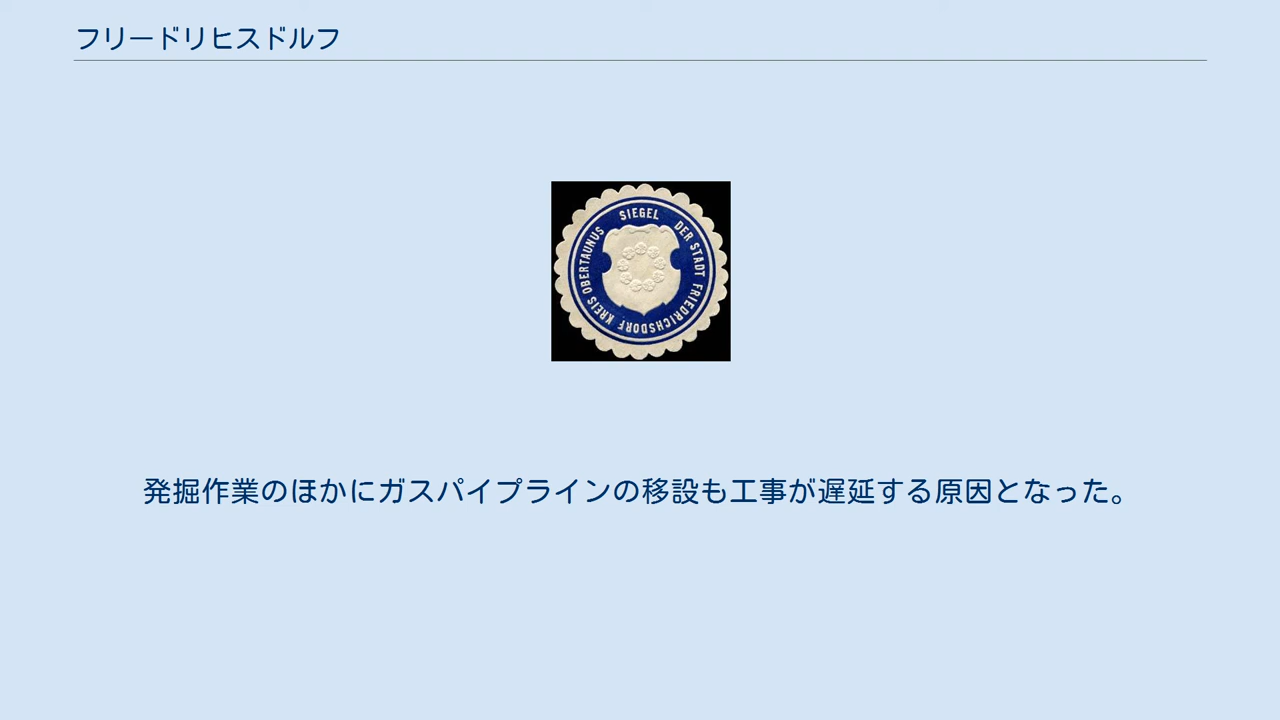 フリードリヒスドルフ
SIEGEL DER STADT FRIEDRICHSDORF KREIS OBERTAUNUS
発掘作業のほかにガスパイプラインの移設も工事が遅延する原因となった。